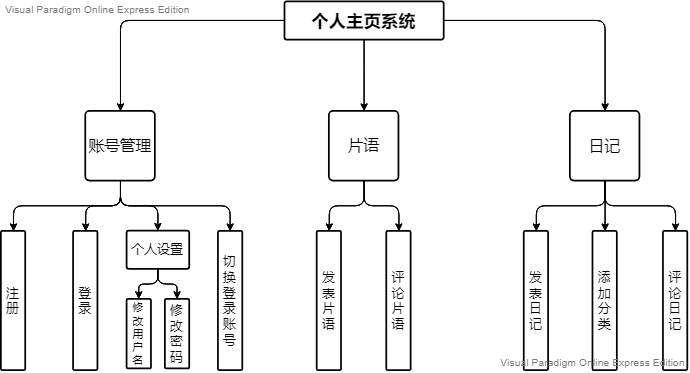 Visual Paradigm Online Express Edition
个人主页系统
账号管理
片语
日记
注册
登录
个人设置
切换登录账号
修改用户名
修改密码
发表片语
评论片语
发表日记
添加分类
评论日记
Visual Paradigm Online Express Edition